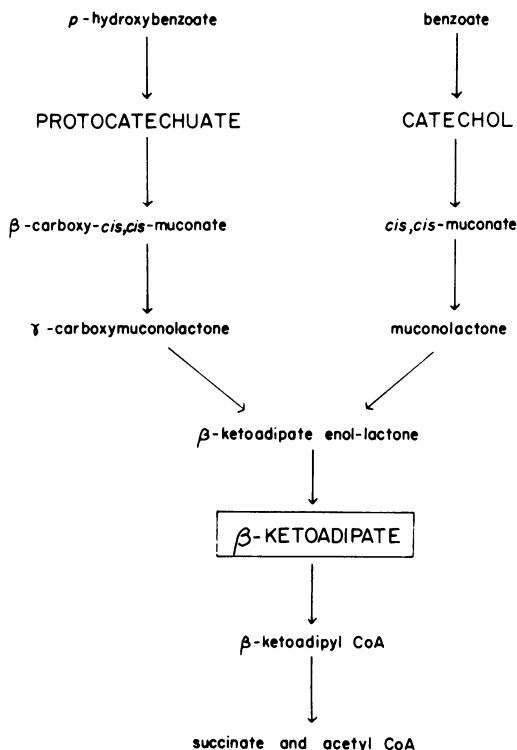 p-hydroxybenzoate
benzoate
PROTOCATECHUATE
CATECHOL
β-carboxy-cis,cis-muconate
cis,cis-muconate
γ-carboxymuconolactone
muconolactone
β-ketoadipate enol-lactone
β-KETOADIPATE
β-ketoadipyl CoA
succinate and acetyl CoA